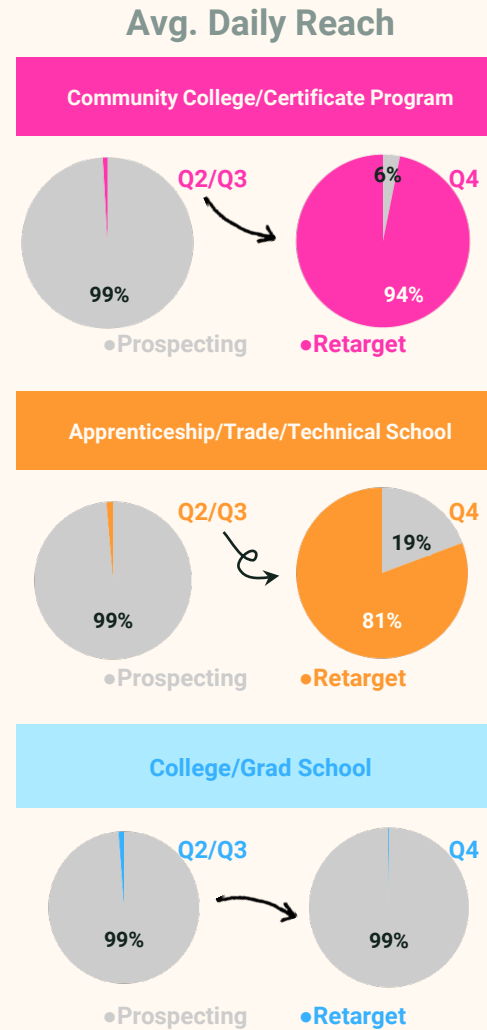 Avg. Daily Reach
Community College/Certificate Program
Q2/Q3
Q4
6%
99%
94%
●Prospecting
●Retarget
Apprenticeship/Trade/Technical School
Q2/Q3
Q4
19%
99%
81%
●Prospecting
●Retarget
College/Grad School
Q2/Q3
Q4
99%
99%
●Prospecting
●Retarget